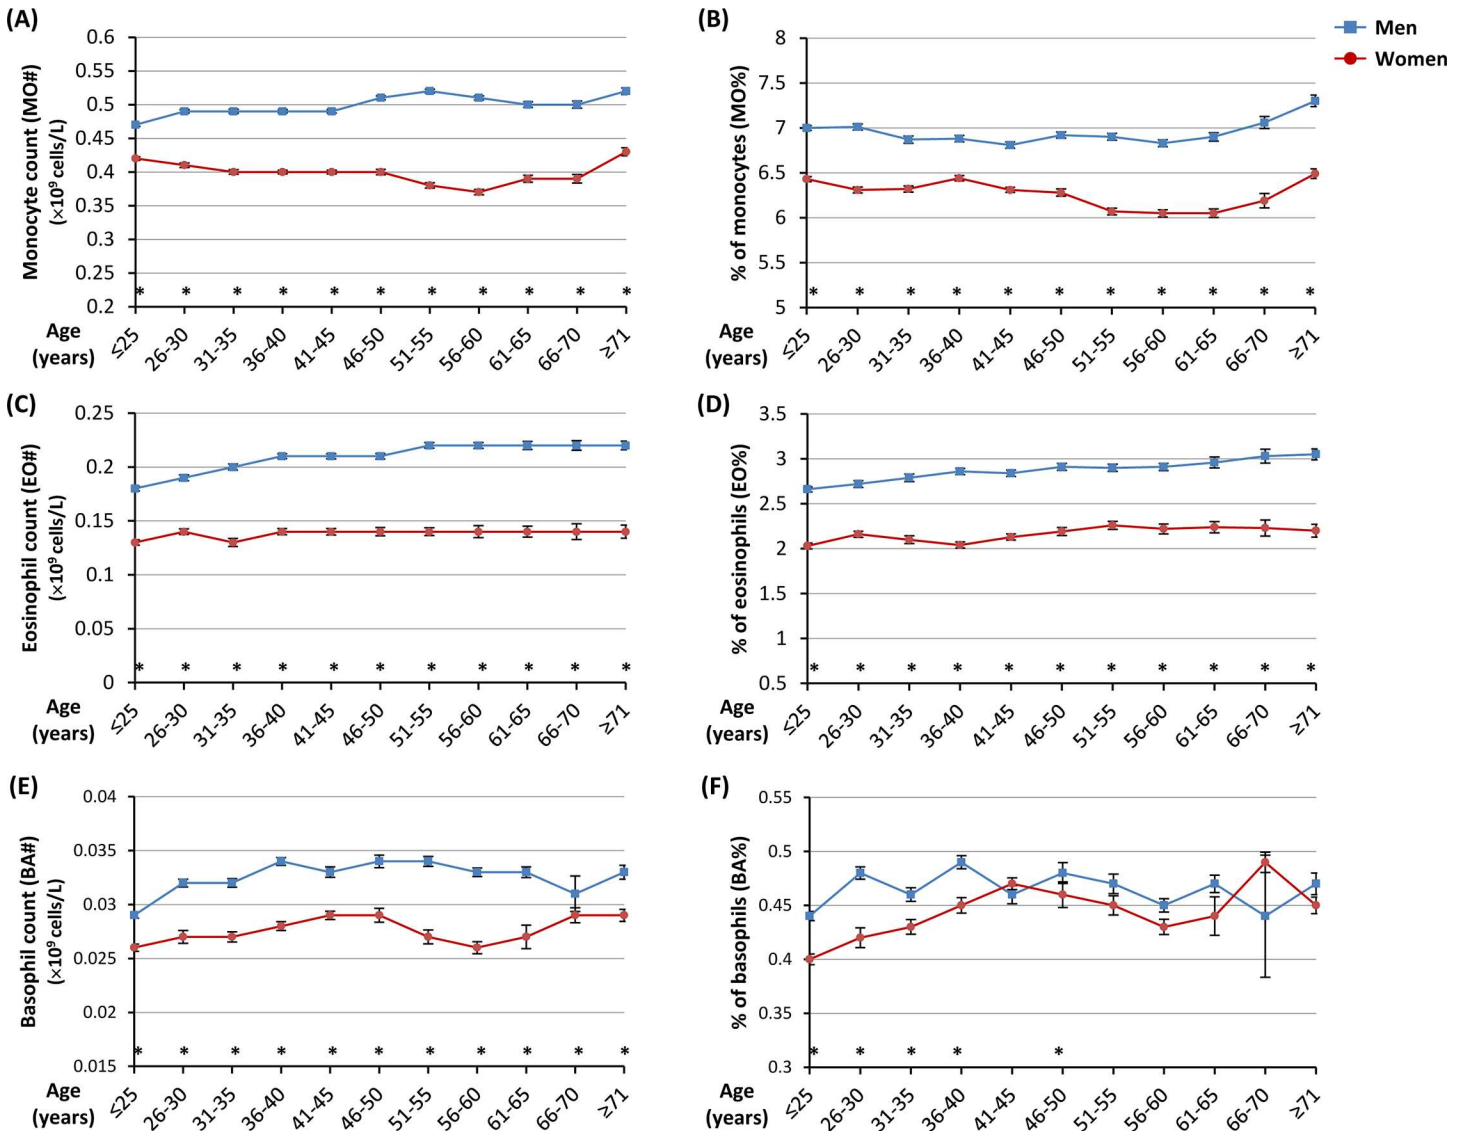 (A)
Monocyte count (MO#)
(×10⁹ cells/L)
0.6
0.55
0.5
0.45
0.4
0.35
0.3
0.25
0.2
* * * * * * * * * * *
Age
(years)
≤25 26-30 31-35 36-40 41-45 46-50 51-55 56-60 61-65 66-70 ≥71
(B)
% of monocytes (MO%)
8
7.5
7
6.5
6
5.5
5
* * * * * * * * * * *
Age
(years)
≤25 26-30 31-35 36-40 41-45 46-50 51-55 56-60 61-65 66-70 ≥71
Men
Women
(C)
Eosinophil count (EO#)
(×10⁹ cells/L)
0.25
0.2
0.15
0.1
0.05
0
* * * * * * * * * * *
Age
(years)
≤25 26-30 31-35 36-40 41-45 46-50 51-55 56-60 61-65 66-70 ≥71
(D)
% of eosinophils (EO%)
3.5
3
2.5
2
1.5
1
0.5
* * * * * * * * * * *
Age
(years)
≤25 26-30 31-35 36-40 41-45 46-50 51-55 56-60 61-65 66-70 ≥71
(E)
Basophil count (BA#)
(×10⁹ cells/L)
0.04
0.035
0.03
0.025
0.02
0.015
* * * * * * * * * * *
Age
(years)
≤25 26-30 31-35 36-40 41-45 46-50 51-55 56-60 61-65 66-70 ≥71
(F)
% of basophils (BA%)
0.55
0.5
0.45
0.4
0.35
0.3
* * * * *
Age
(years)
≤25 26-30 31-35 36-40 41-45 46-50 51-55 56-60 61-65 66-70 ≥71